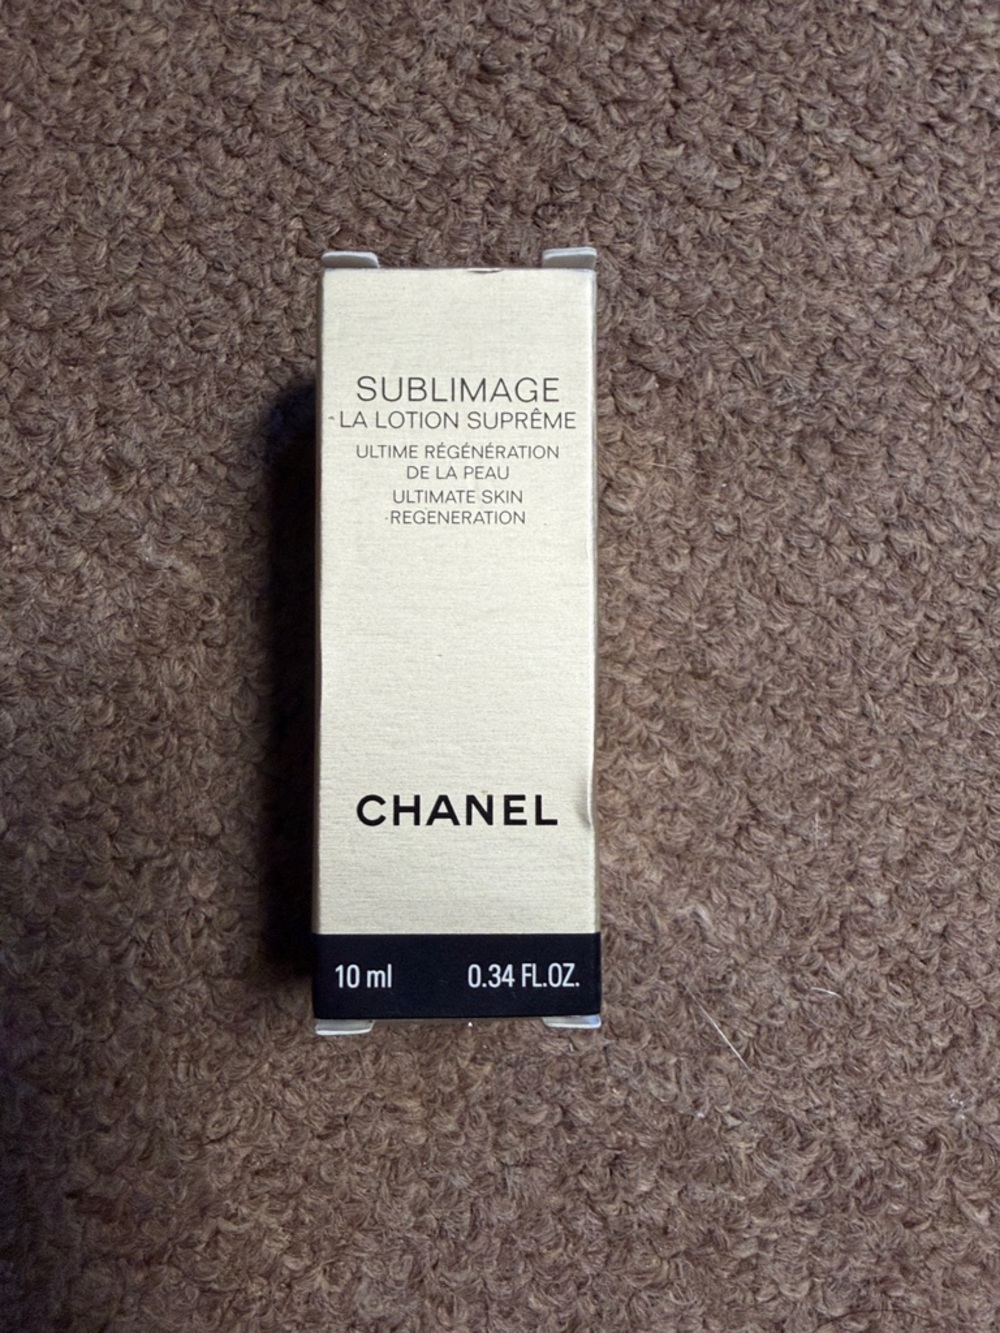 SUBLIMAGE
LA LOTION SUPRÊME
ULTIME RÉGÉNÉRATION
DE LA PEAU
ULTIMATE SKIN
REGENERATION
CHANEL
10 ml 0.34 FL.OZ.